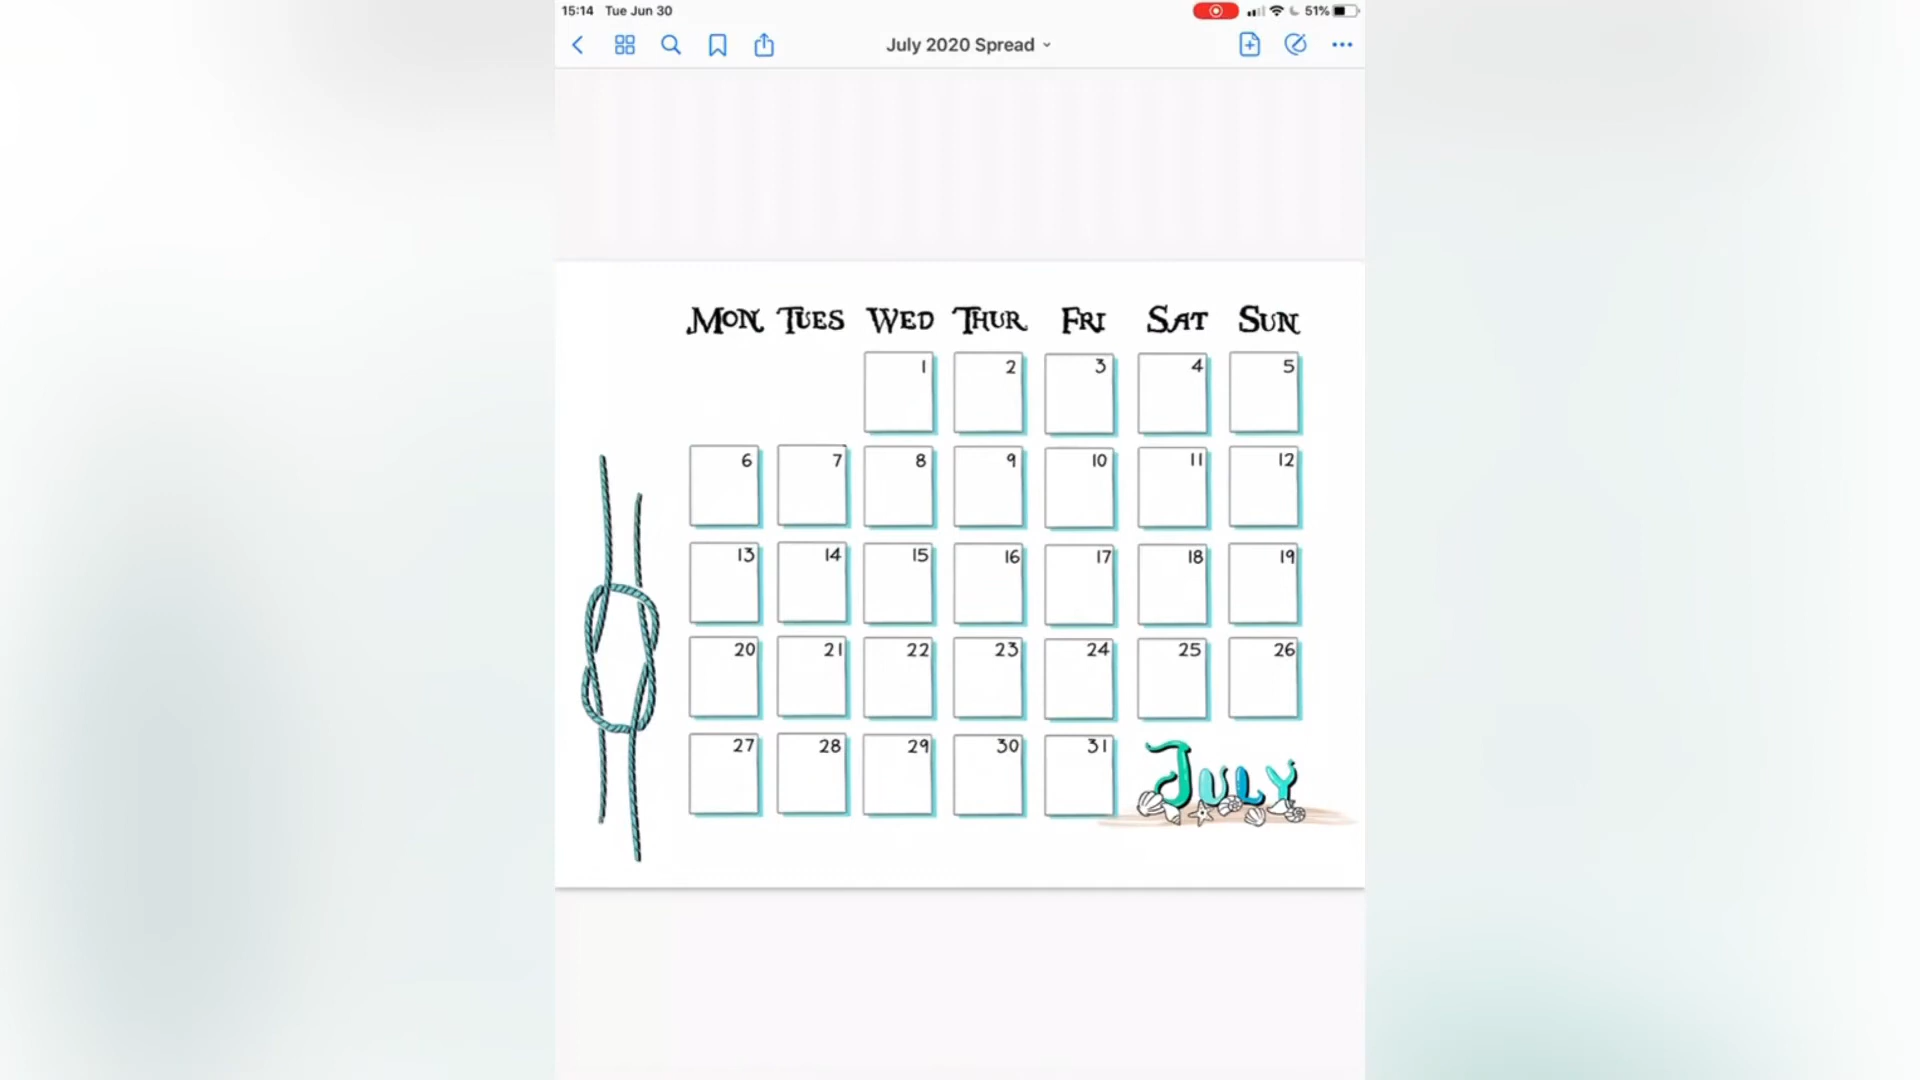 15:14 Tue Jun 30 51%
July 2020 Spread
MON TUES WED THUR FRI SAT SUN
1 2 3 4 5
6 7 8 9 10 11 12
13 14 15 16 17 18 19
20 21 22 23 24 25 26
27 28 29 30 31
JULY